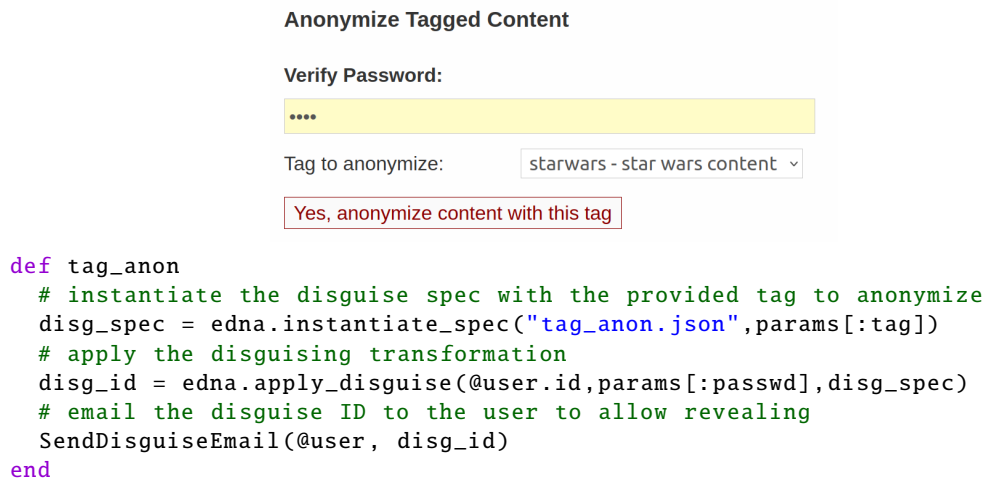 Anonymize Tagged Content
Verify Password:
••••
Tag to anonymize: starwars - star wars content
Yes, anonymize content with this tag
def tag_anon
  # instantiate the disguise spec with the provided tag to anonymize
  disg_spec = edna.instantiate_spec("tag_anon.json",params[:tag])
  # apply the disguising transformation
  disg_id = edna.apply_disguise(@user.id,params[:passwd],disg_spec)
  # email the disguise ID to the user to allow revealing
  SendDisguiseEmail(@user, disg_id)
end